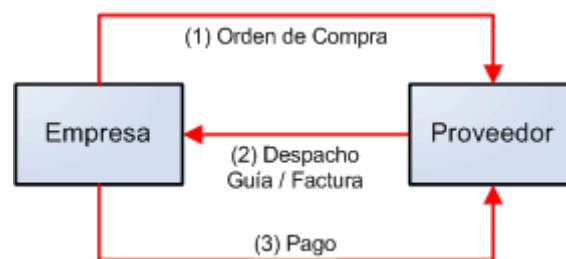 (1) Orden de Compra
Empresa
Proveedor
(2) Despacho
Guía / Factura
(3) Pago